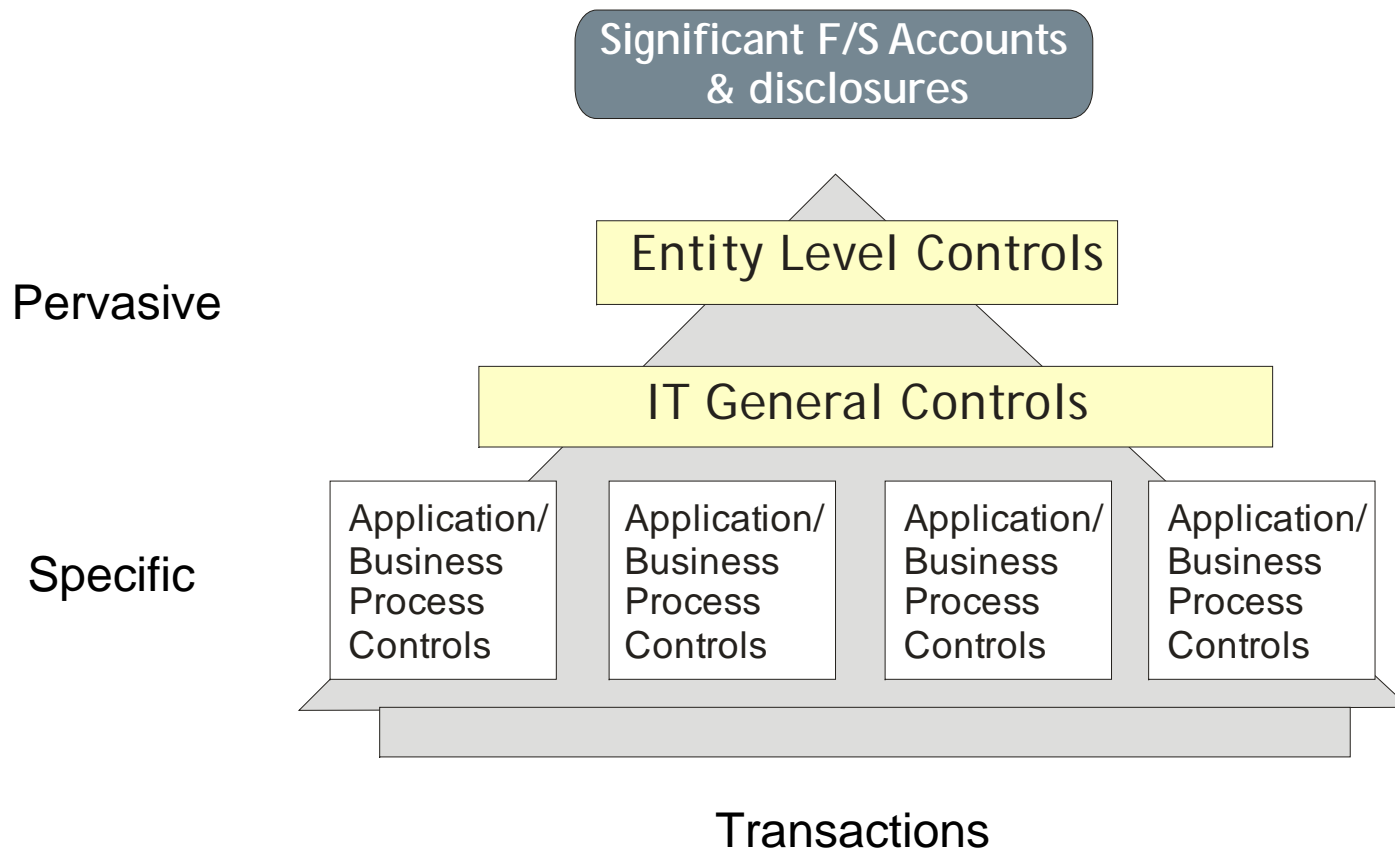 Significant F/S Accounts
& disclosures
Pervasive
Entity Level Controls
IT General Controls
Specific
Application/
Business
Process
Controls
Application/
Business
Process
Controls
Application/
Business
Process
Controls
Application/
Business
Process
Controls
Transactions